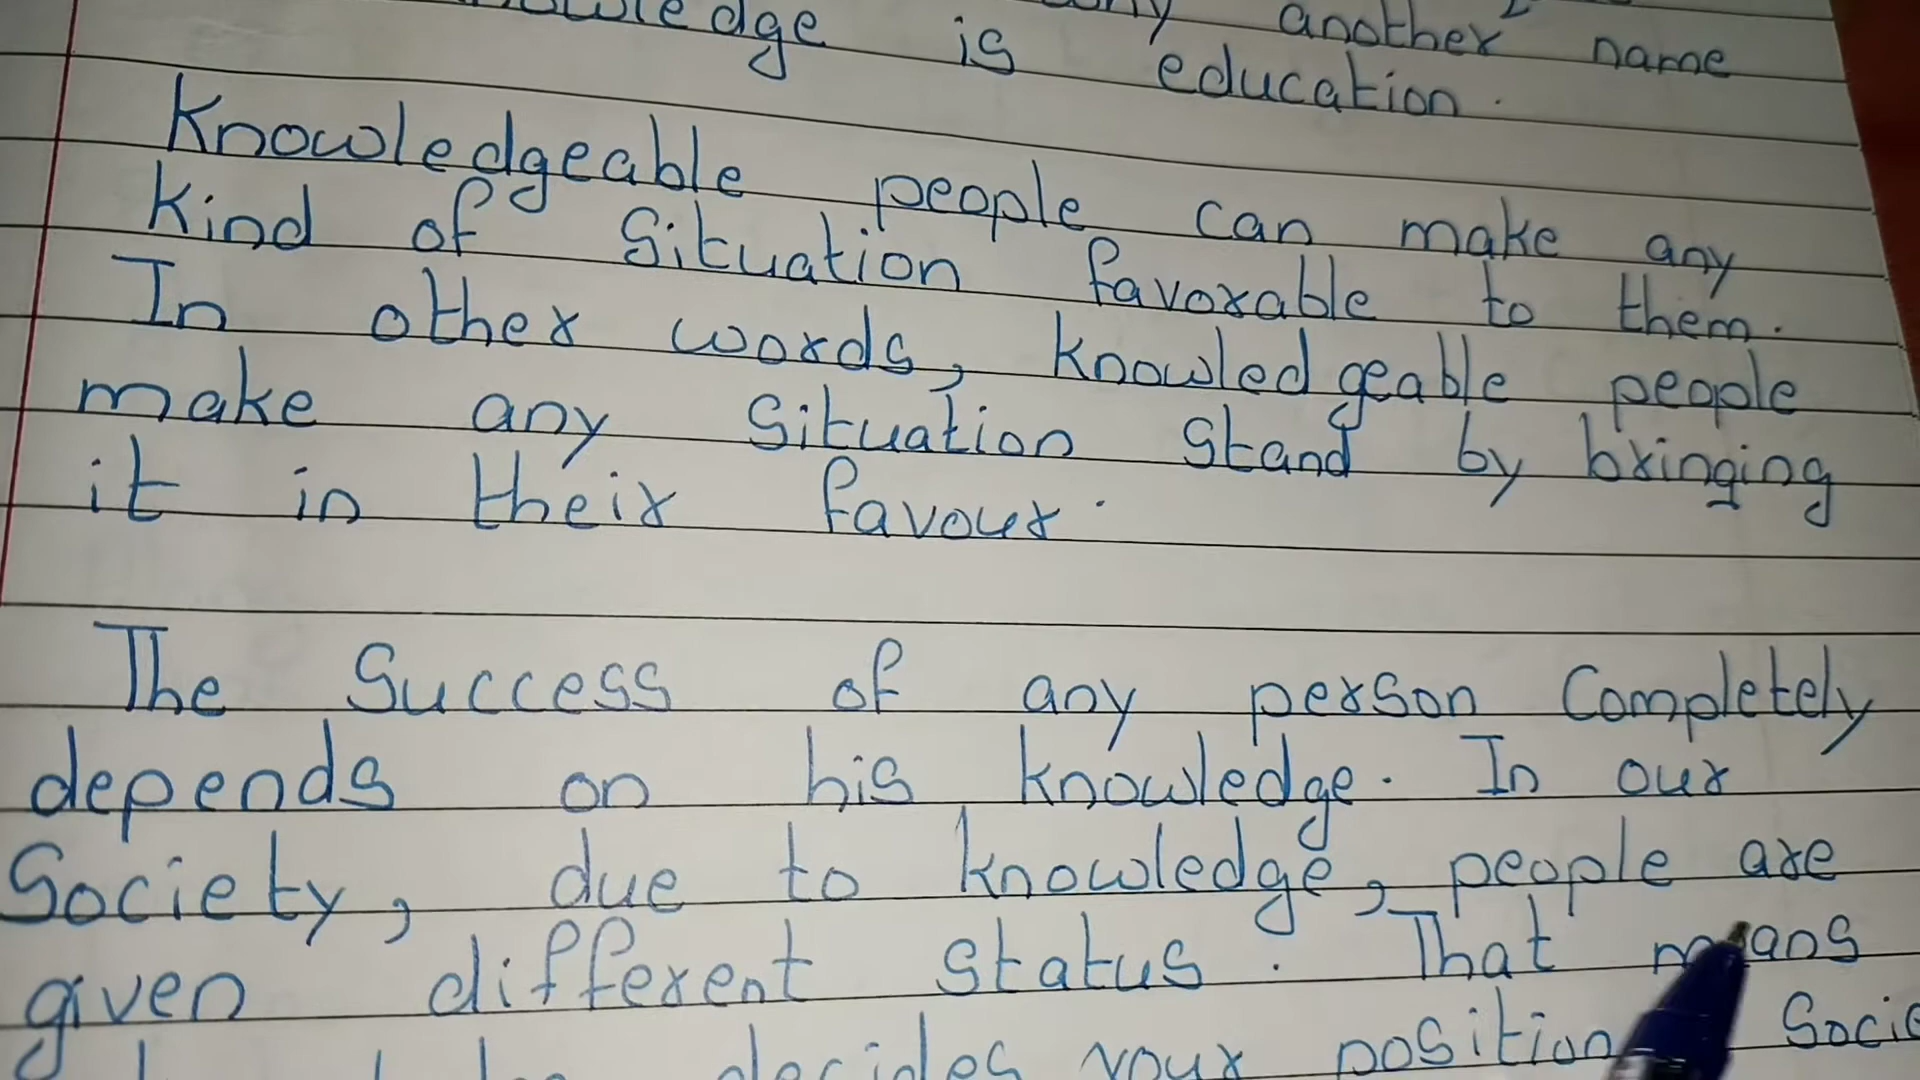 another name
is education.
Knowledgeable people can make any
kind of Situation favorable to them.
In other words, knowledgeable people
make any Situation Stand by bringing
it in their favour.
The Success of any person Completely
depends on his knowledge. In our
Society, due to knowledge, people are
given different status. That means
decides your position